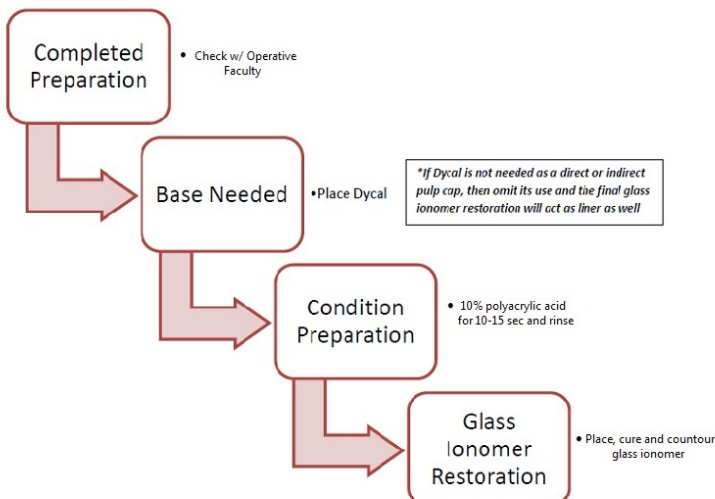 Completed
Preparation
• Check w/ Operative
Faculty
Base Needed
•Place Dycal
*If Dycal is not needed as a direct or indirect
pulp cap, then omit its use and the final glass
ionomer restoration will act as liner as well
Condition
Preparation
• 10% polyacrylic acid
for 10-15 sec and rinse
Glass
Ionomer
Restoration
• Place, cure and countour
glass ionomer